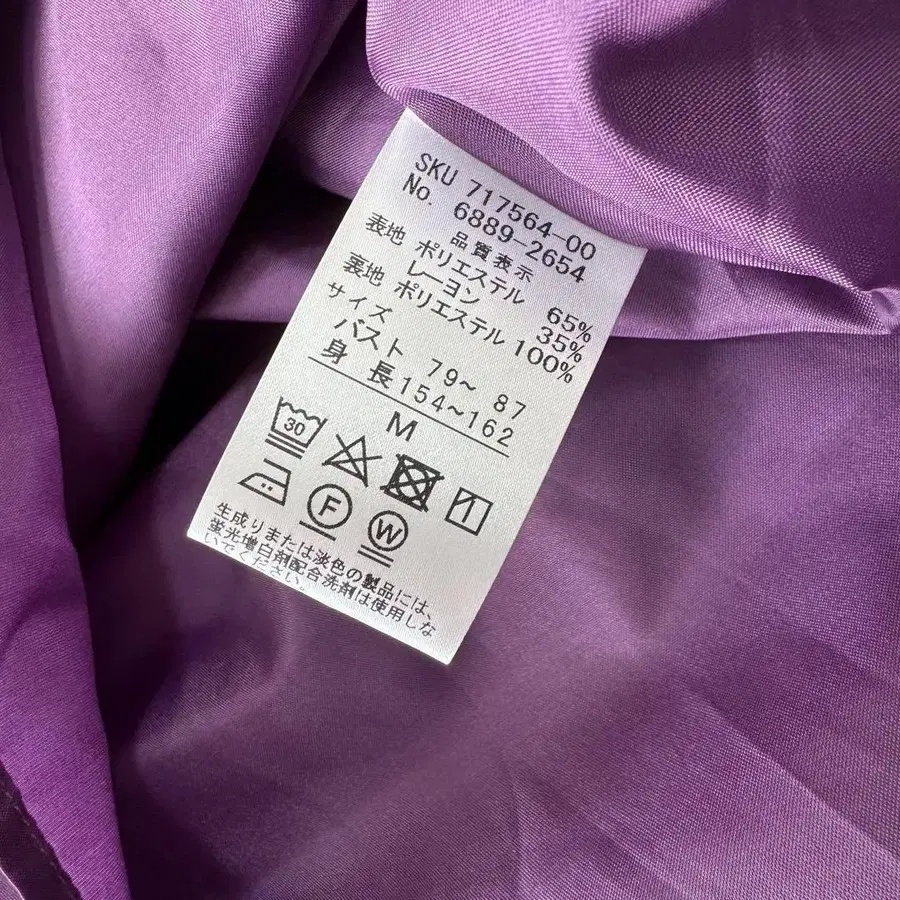 SKU 717564-00
No. 6889-2654
品質表示
表地 ポリエステル 65%
レーヨン 35%
裏地 ポリエステル 100%
サイズ
バスト 79~ 87
身 長 154~162
M
30
F
W
生成りまたは淡色の製品には、
蛍光増白剤配合洗剤は使用しな
いでください。